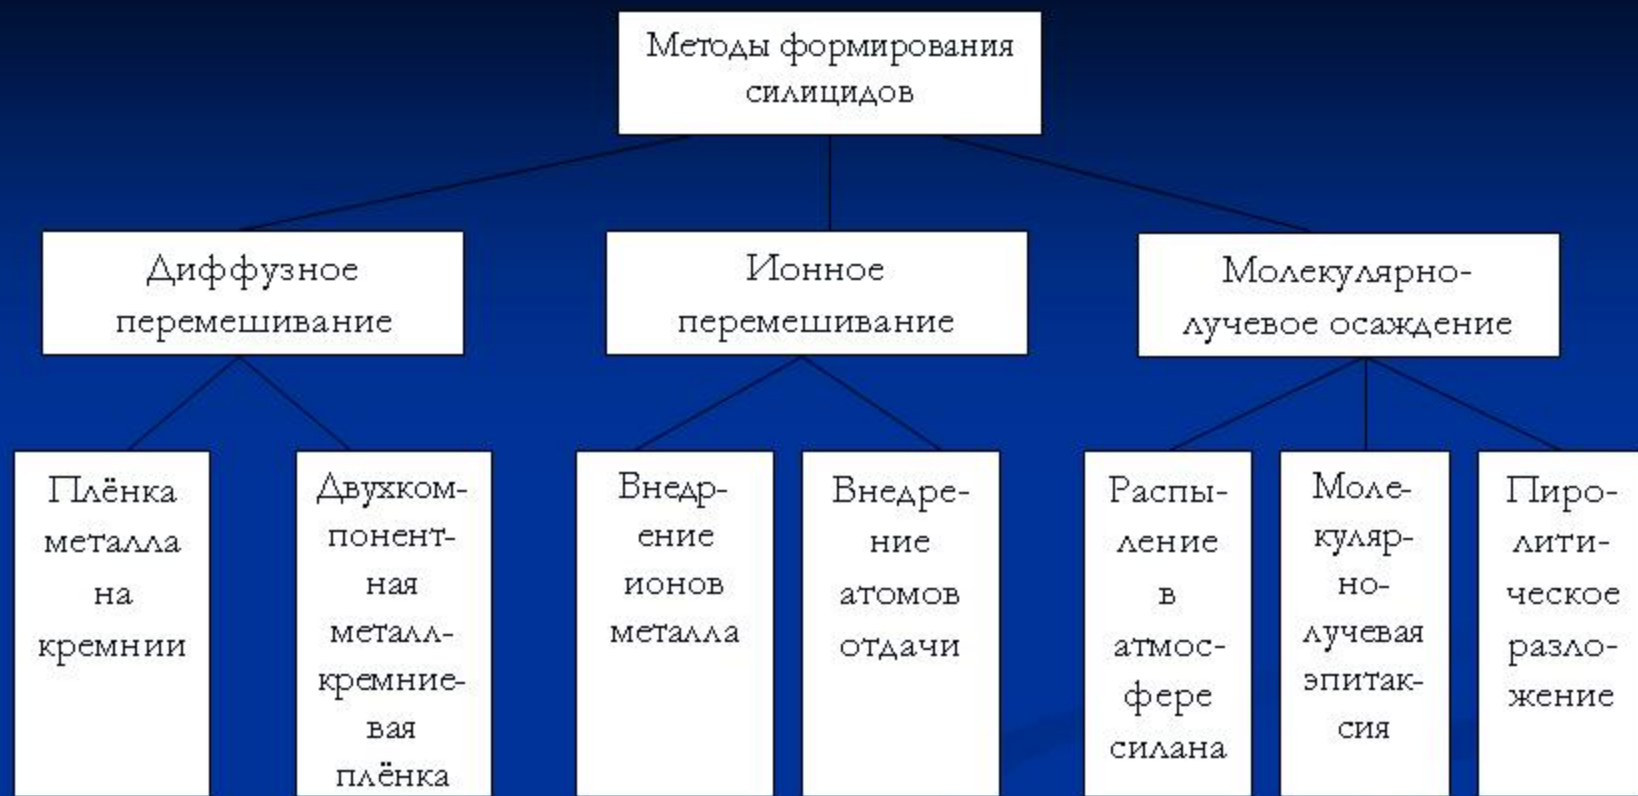 Методы формирования
силицидов
Диффузное
перемешивание
Ионное
перемешивание
Молекулярно-
лучевое осаждение
Плёнка
металла
на
кремнии
Двухком-
понент-
ная
металл-
кремние-
вая
плёнка
Внедр-
ение
ионов
металла
Внедре-
ние
атомов
отдачи
Распы-
ление
в
атмос-
фере
силана
Моле-
куляр-
но-
лучевая
эпитак-
сия
Пиро-
лити-
ческое
разло-
жение